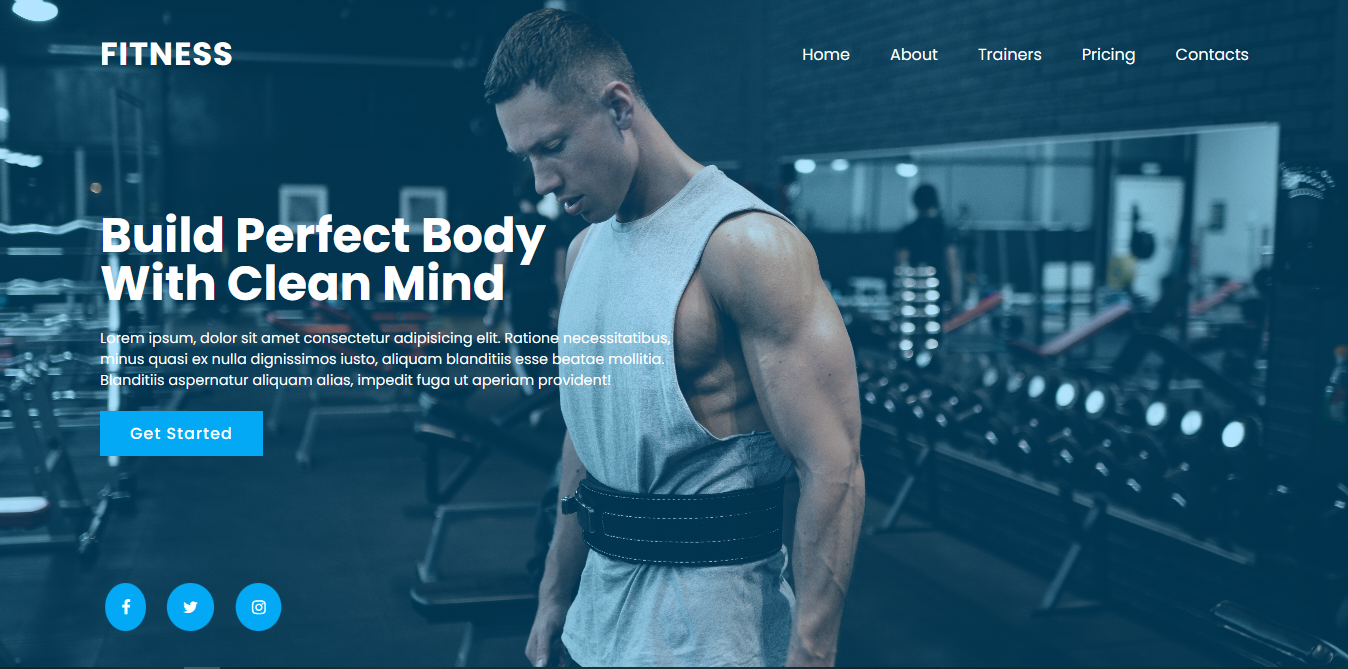 FITNESS
Home About Trainers Pricing Contacts
Build Perfect Body
With Clean Mind
Lorem ipsum, dolor sit amet consectetur adipisicing elit. Ratione necessitatibus,
minus quasi ex nulla dignissimos iusto, aliquam blanditiis esse beatae mollitia.
Blanditiis aspernatur aliquam alias, impedit fuga ut aperiam provident!
Get Started